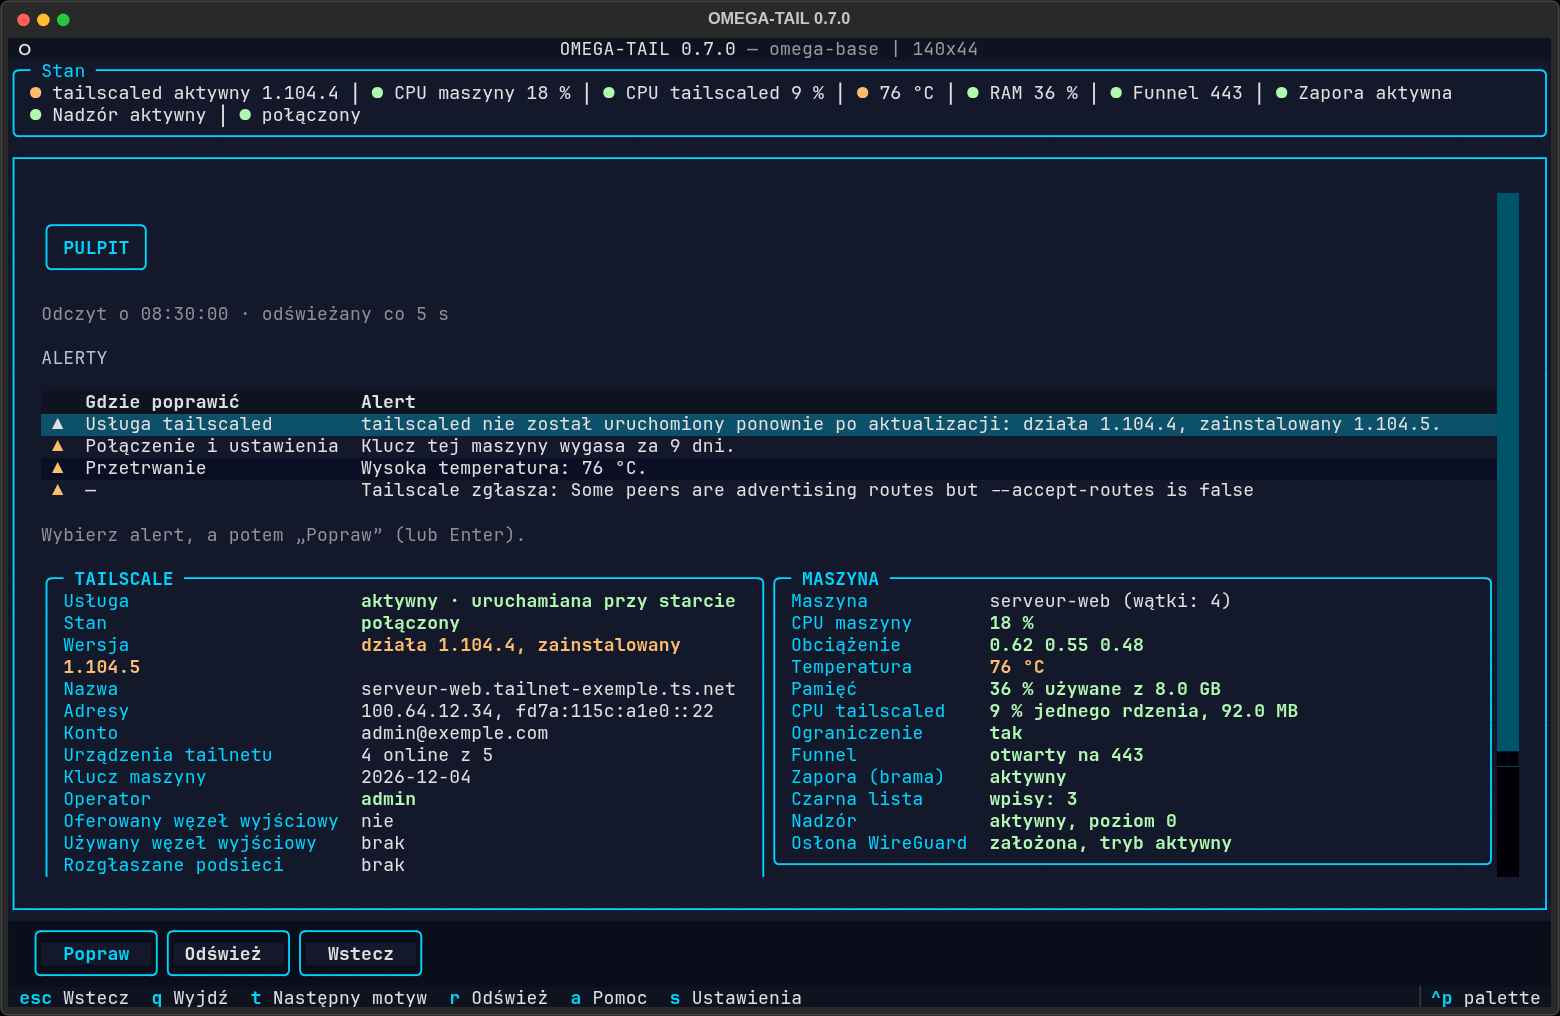 OMEGA-TAIL 0.7.0
OMEGA-TAIL 0.7.0 — omega-base | 140x44
Stan
● tailscaled aktywny 1.104.4 │ ● CPU maszyny 18 % │ ● CPU tailscaled 9 % │ ● 76 °C │ ● RAM 36 % │ ● Funnel 443 │ ● Zapora aktywna
● Nadzór aktywny │ ● połączony
PULPIT
Odczyt o 08:30:00 · odświeżany co 5 s
ALERTY
Gdzie poprawić Alert
▲ Usługa tailscaled tailscaled nie został uruchomiony ponownie po aktualizacji: działa 1.104.4, zainstalowany 1.104.5.
▲ Połączenie i ustawienia Klucz tej maszyny wygasa za 9 dni.
▲ Przetrwanie Wysoka temperatura: 76 °C.
▲ — Tailscale zgłasza: Some peers are advertising routes but --accept-routes is false
Wybierz alert, a potem „Popraw” (lub Enter).
TAILSCALE
Usługa aktywny · uruchamiana przy starcie
Stan połączony
Wersja działa 1.104.4, zainstalowany
1.104.5
Nazwa serveur-web.tailnet-exemple.ts.net
Adresy 100.64.12.34, fd7a:115c:a1e0::22
Konto admin@exemple.com
Urządzenia tailnetu 4 online z 5
Klucz maszyny 2026-12-04
Operator admin
Oferowany węzeł wyjściowy nie
Używany węzeł wyjściowy brak
Rozgłaszane podsieci brak
MASZYNA
Maszyna serveur-web (wątki: 4)
CPU maszyny 18 %
Obciążenie 0.62 0.55 0.48
Temperatura 76 °C
Pamięć 36 % używane z 8.0 GB
CPU tailscaled 9 % jednego rdzenia, 92.0 MB
Ograniczenie tak
Funnel otwarty na 443
Zapora (brama) aktywny
Czarna lista wpisy: 3
Nadzór aktywny, poziom 0
Osłona WireGuard założona, tryb aktywny
Popraw Odśwież Wstecz
esc Wstecz q Wyjdź t Następny motyw r Odśwież a Pomoc s Ustawienia ^p palette